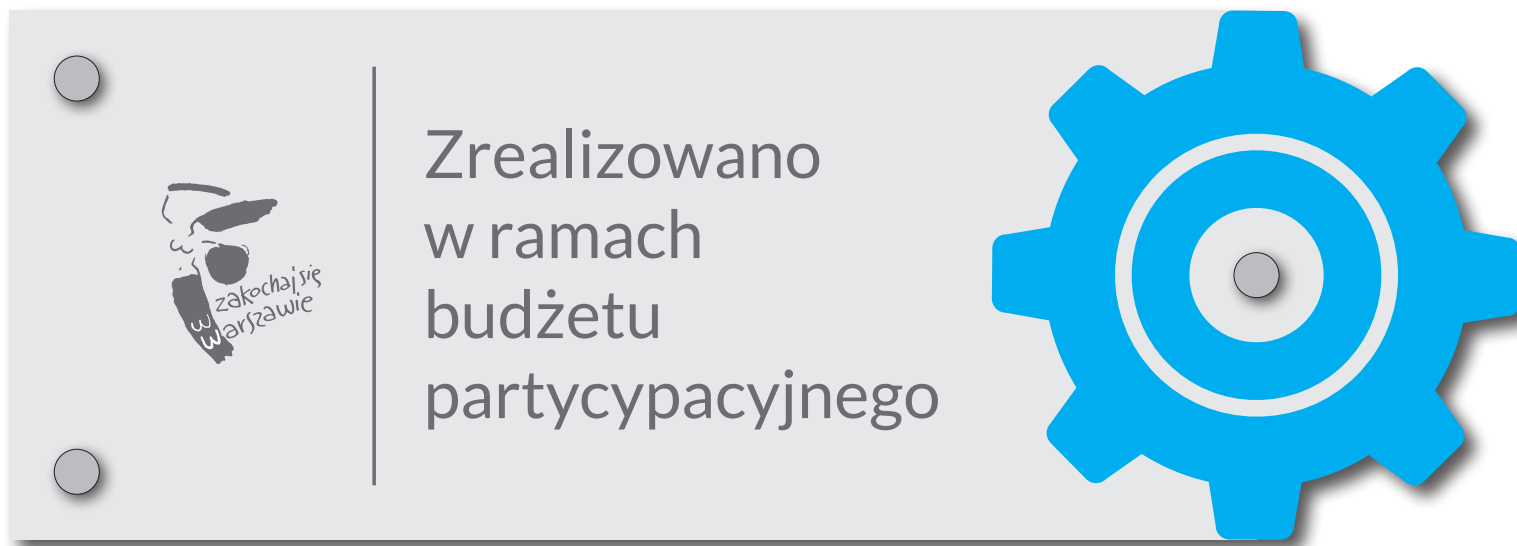 zakochaj się
w warszawie
Zrealizowano
w ramach
budżetu
partycypacyjnego